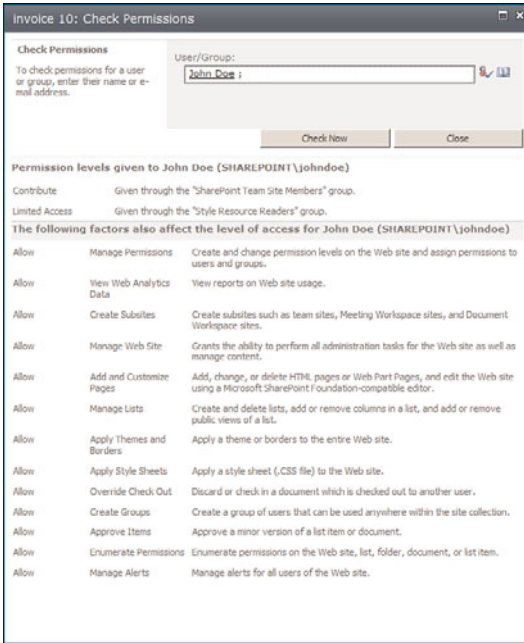 invoice 10: Check Permissions
Check Permissions
To check permissions for a user
or group, enter their name or e-
mail address.
User/Group:
John Doe ;
Check Now
Close
Permission levels given to John Doe (SHAREPOINT\johndoe)
Contribute Given through the "SharePoint Team Site Members" group.
Limited Access Given through the "Style Resource Readers" group.
The following factors also affect the level of access for John Doe (SHAREPOINT\johndoe)
Allow Manage Permissions Create and change permission levels on the Web site and assign permissions to
users and groups.
Allow View Web Analytics View reports on Web site usage.
Data
Allow Create Subsites Create subsites such as team sites, Meeting Workspace sites, and Document
Workspace sites.
Allow Manage Web Site Grants the ability to perform all administration tasks for the Web site as well as
manage content.
Allow Add and Customize Add, change, or delete HTML pages or Web Part Pages, and edit the Web site
Pages using a Microsoft SharePoint Foundation-compatible editor.
Allow Manage Lists Create and delete lists, add or remove columns in a list, and add or remove
public views of a list.
Allow Apply Themes and Apply a theme or borders to the entire Web site.
Borders
Allow Apply Style Sheets Apply a style sheet (.CSS file) to the Web site.
Allow Override Check Out Discard or check in a document which is checked out to another user.
Allow Create Groups Create a group of users that can be used anywhere within the site collection.
Allow Approve Items Approve a minor version of a list item or document.
Allow Enumerate Permissions Enumerate permissions on the Web site, list, folder, document, or list item.
Allow Manage Alerts Manage alerts for all users of the Web site.